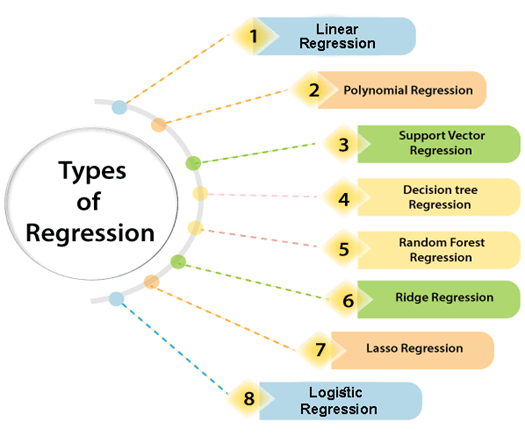 Types
of
Regression
1
Linear
Regression
2
Polynomial Regression
3
Support Vector
Regression
4
Decision tree
Regression
5
Random Forest
Regression
6
Ridge Regression
7
Lasso Regression
8
Logistic
Regression